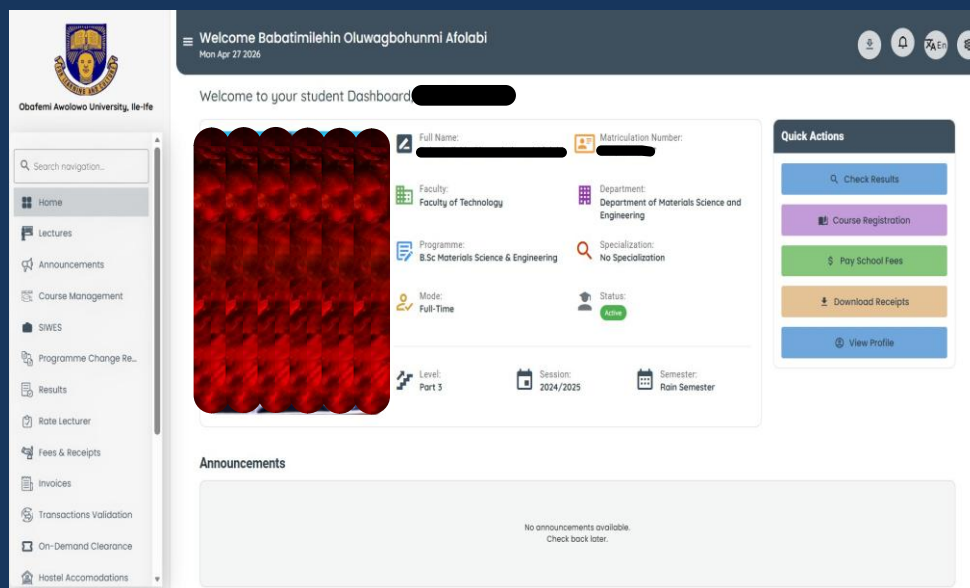 Obafemi Awolowo University, Ile-Ife
Search navigation...
Home
Lectures
Announcements
Course Management
SIWES
Programme Change Re...
Results
Rate Lecturer
Fees & Receipts
Invoices
Transactions Validation
On-Demand Clearance
Hostel Accomodations
Welcome Babatimilehin Oluwagbohunmi Afolabi
Mon Apr 27 2026
En
Welcome to your student Dashboard,
Full Name:
Matriculation Number:
Faculty:
Faculty of Technology
Department:
Department of Materials Science and
Engineering
Programme:
B.Sc Materials Science & Engineering
Specialization:
No Specialization
Mode:
Full-Time
Status:
Active
Level:
Part 3
Session:
2024/2025
Semester:
Rain Semester
Quick Actions
Check Results
Course Registration
$ Pay School Fees
Download Receipts
View Profile
Announcements
No announcements available.
Check back later.